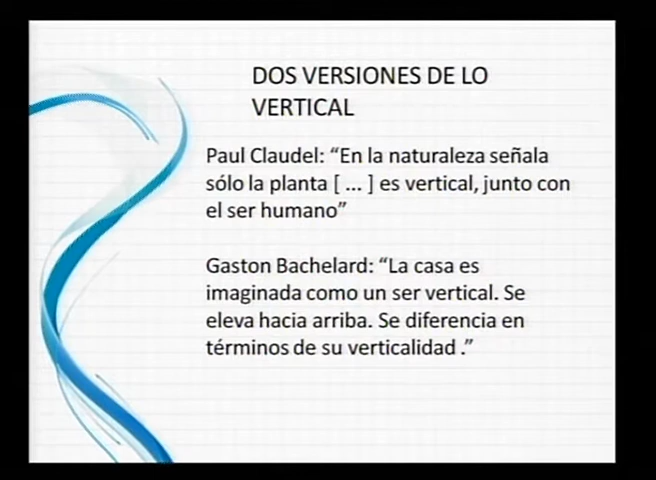 DOS VERSIONES DE LO
VERTICAL
Paul Claudel: “En la naturaleza señala
sólo la planta [ ... ] es vertical, junto con
el ser humano”
Gaston Bachelard: “La casa es
imaginada como un ser vertical. Se
eleva hacia arriba. Se diferencia en
términos de su verticalidad .”